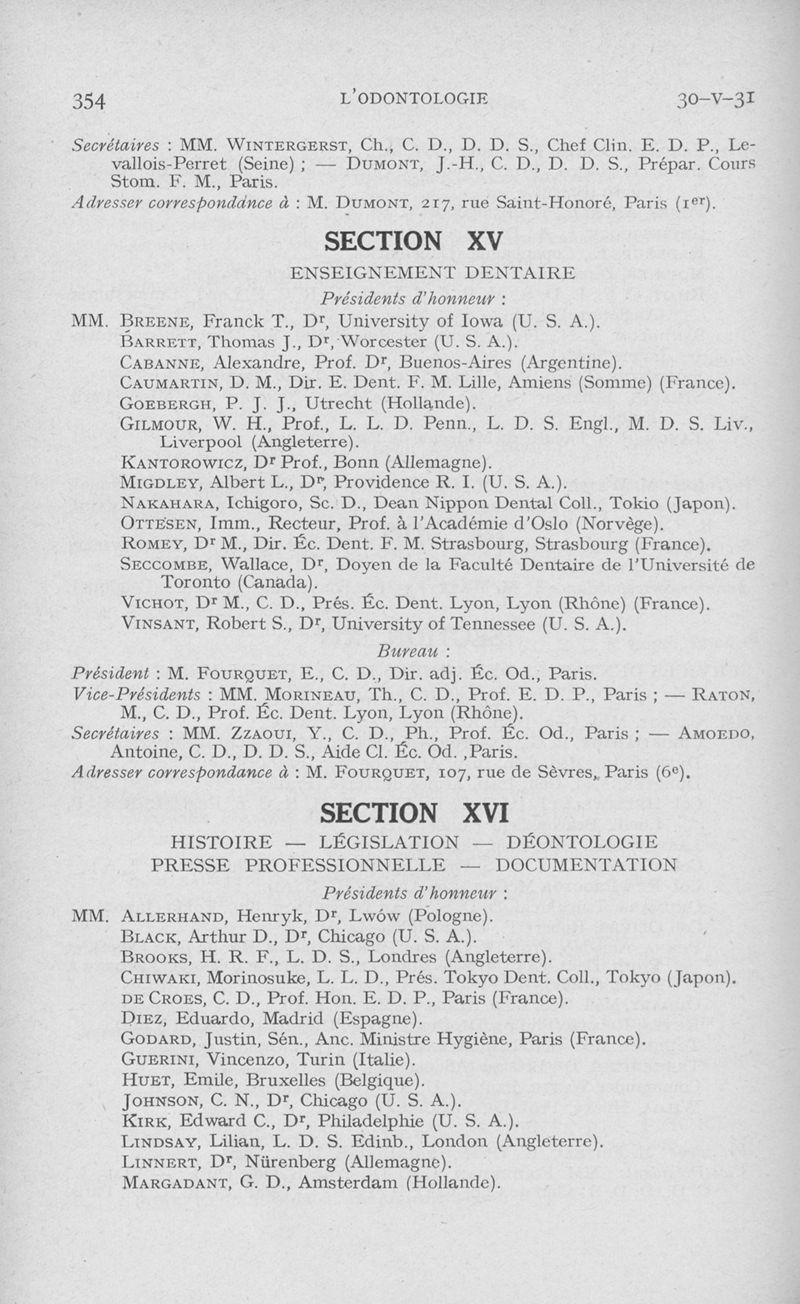 354 L'ODONTOLOGIE 30-V-31
Secrétaires : MM. WINTERGERST, Ch., C. D., D. D. S., Chef Clin. E. D. P., Le-
vallois-Perret (Seine) ; — DUMONT, J.-H., C. D., D. D. S., Prépar. Cours
Stom. F. M., Paris.
Adresser correspondance à : M. DUMONT, 217, rue Saint-Honoré, Paris (1er).
SECTION XV
ENSEIGNEMENT DENTAIRE
Présidents d'honneur :
MM. BREENE, Franck T., Dr, University of Iowa (U. S. A.).
BARRETT, Thomas J., Dr, Worcester (U. S. A.).
CABANNE, Alexandre, Prof. Dr, Buenos-Aires (Argentine).
CAUMARTIN, D. M., Dir. E. Dent. F. M. Lille, Amiens (Somme) (France).
GOEBERGH, P. J. J., Utrecht (Hollande).
GILMOUR, W. H., Prof., L. L. D. Penn., L. D. S. Engl., M. D. S. Liv.,
Liverpool (Angleterre).
KANTOROWICZ, Dr Prof., Bonn (Allemagne).
MIGDLEY, Albert L., Dr, Providence R. I. (U. S. A.).
NAKAHARA, Ichigoro, Sc. D., Dean Nippon Dental Coll., Tokio (Japon).
OTTESEN, Imm., Recteur, Prof. à l'Académie d'Oslo (Norvège).
ROMEY, Dr M., Dir. Éc. Dent. F. M. Strasbourg, Strasbourg (France).
SECCOMBE, Wallace, Dr, Doyen de la Faculté Dentaire de l'Université de
Toronto (Canada).
VICHOT, Dr M., C. D., Prés. Éc. Dent. Lyon, Lyon (Rhône) (France).
VINSANT, Robert S., Dr, University of Tennessee (U. S. A.).
Bureau :
Président : M. FOURQUET, E., C. D., Dir. adj. Éc. Od., Paris.
Vice-Présidents : MM. MORINEAU, Th., C. D., Prof. E. D. P., Paris ; — RATON,
M., C. D., Prof. Éc. Dent. Lyon, Lyon (Rhône).
Secrétaires : MM. ZZAOUI, Y., C. D., Ph., Prof. Éc. Od., Paris ; — AMOEDO,
Antoine, C. D., D. D. S., Aide Cl. Éc. Od. ,Paris.
Adresser correspondance à : M. FOURQUET, 107, rue de Sèvres, Paris (6e).
SECTION XVI
HISTOIRE — LÉGISLATION — DÉONTOLOGIE
PRESSE PROFESSIONNELLE — DOCUMENTATION
Présidents d'honneur :
MM. ALLERHAND, Henryk, Dr, Lwów (Pologne).
BLACK, Arthur D., Dr, Chicago (U. S. A.).
BROOKS, H. R. F., L. D. S., Londres (Angleterre).
CHIWAKI, Morinosuke, L. L. D., Prés. Tokyo Dent. Coll., Tokyo (Japon).
DE CROES, C. D., Prof. Hon. E. D. P., Paris (France).
DIEZ, Eduardo, Madrid (Espagne).
GODARD, Justin, Sén., Anc. Ministre Hygiène, Paris (France).
GUERINI, Vincenzo, Turin (Italie).
HUET, Emile, Bruxelles (Belgique).
JOHNSON, C. N., Dr, Chicago (U. S. A.).
KIRK, Edward C., Dr, Philadelphie (U. S. A.).
LINDSAY, Lilian, L. D. S. Edinb., London (Angleterre).
LINNERT, Dr, Nürenberg (Allemagne).
MARGADANT, G. D., Amsterdam (Hollande).